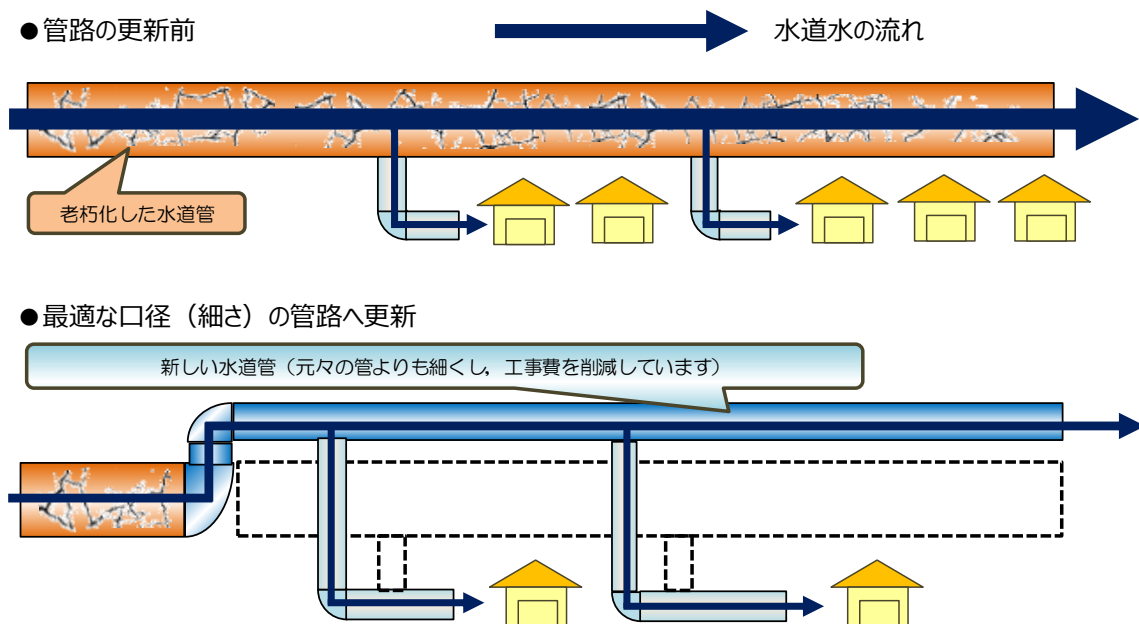 ●管路の更新前
水道水の流れ
老朽化した水道管
●最適な口径（細さ）の管路へ更新
新しい水道管（元々の管よりも細くし，工事費を削減しています）